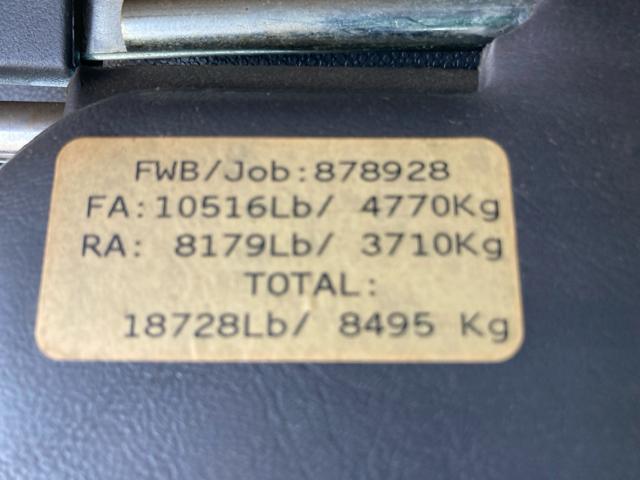 FWB/Job:878928
FA:10516Lb/ 4770Kg
RA: 8179Lb/ 3710Kg
TOTAL:
18728Lb/ 8495 Kg